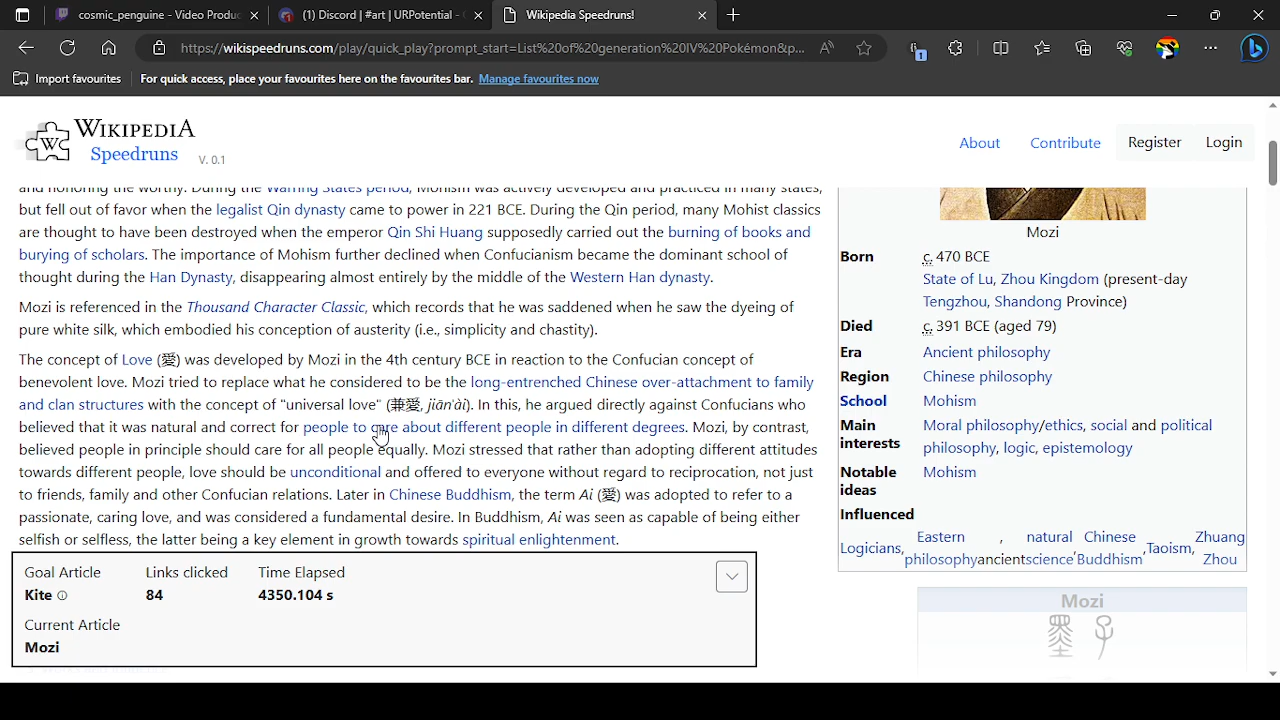 cosmic_penguine - Video Produc
(1) Discord | #art | URPotential -
Wikipedia Speedruns!
https://wikispeedruns.com/play/quick_play?prompt_start=List%20of%20generation%20IV%20Pokémon&p...
1
Import favourites
For quick access, place your favourites here on the favourites bar. Manage favourites now
WIKIPEDIA
Speedruns
V. 0.1
About
Contribute
Register
Login
and honoring the worthy. During the Warring States period, Mohism was actively developed and practiced in many states,
but fell out of favor when the legalist Qin dynasty came to power in 221 BCE. During the Qin period, many Mohist classics
are thought to have been destroyed when the emperor Qin Shi Huang supposedly carried out the burning of books and
burying of scholars. The importance of Mohism further declined when Confucianism became the dominant school of
thought during the Han Dynasty, disappearing almost entirely by the middle of the Western Han dynasty.
Mozi is referenced in the Thousand Character Classic, which records that he was saddened when he saw the dyeing of
pure white silk, which embodied his conception of austerity (i.e., simplicity and chastity).
The concept of Love (愛) was developed by Mozi in the 4th century BCE in reaction to the Confucian concept of
benevolent love. Mozi tried to replace what he considered to be the long-entrenched Chinese over-attachment to family
and clan structures with the concept of "universal love" (兼愛, jiān'ài). In this, he argued directly against Confucians who
believed that it was natural and correct for people to care about different people in different degrees. Mozi, by contrast,
believed people in principle should care for all people equally. Mozi stressed that rather than adopting different attitudes
towards different people, love should be unconditional and offered to everyone without regard to reciprocation, not just
to friends, family and other Confucian relations. Later in Chinese Buddhism, the term Ai (愛) was adopted to refer to a
passionate, caring love, and was considered a fundamental desire. In Buddhism, Ai was seen as capable of being either
selfish or selfless, the latter being a key element in growth towards spiritual enlightenment.
Mozi
Born c. 470 BCE
State of Lu, Zhou Kingdom (present-day
Tengzhou, Shandong Province)
Died c. 391 BCE (aged 79)
Era Ancient philosophy
Region Chinese philosophy
School Mohism
Main Moral philosophy/ethics, social and political
interests philosophy, logic, epistemology
Notable Mohism
ideas
Influenced
Logicians, Eastern philosophy, ancient natural science, Chinese Buddhism, Taoism, Zhuang Zhou
Mozi
墨子
Goal Article Links clicked Time Elapsed
Kite 84 4350.104 s
Current Article
Mozi